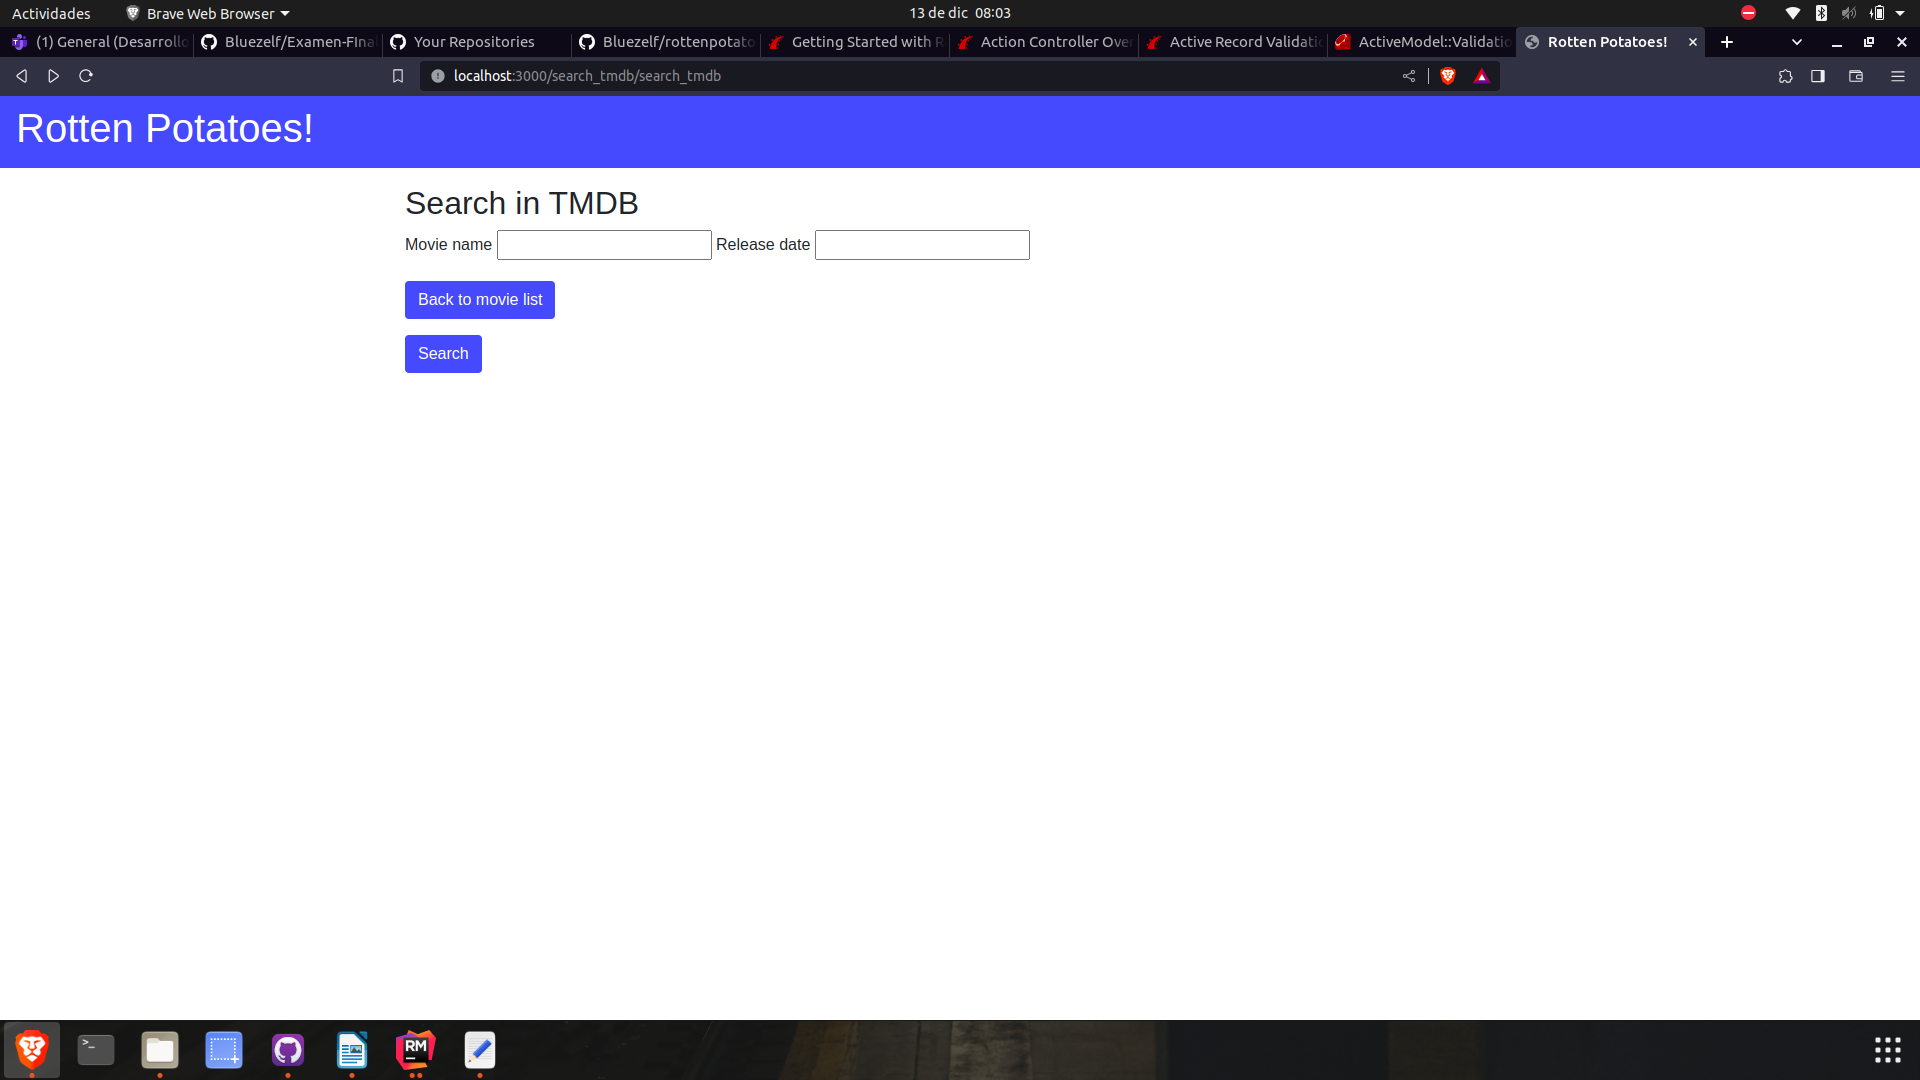 Actividades Brave Web Browser 13 de dic 08:03
(1) General (Desarrollo Bluezelf/Examen-FIna Your Repositories Bluezelf/rottenpotato Getting Started with R Action Controller Over Active Record Validatio ActiveModel::Validatio Rotten Potatoes!
localhost:3000/search_tmdb/search_tmdb
Rotten Potatoes!
Search in TMDB
Movie name Release date
Back to movie list
Search
>_ RM